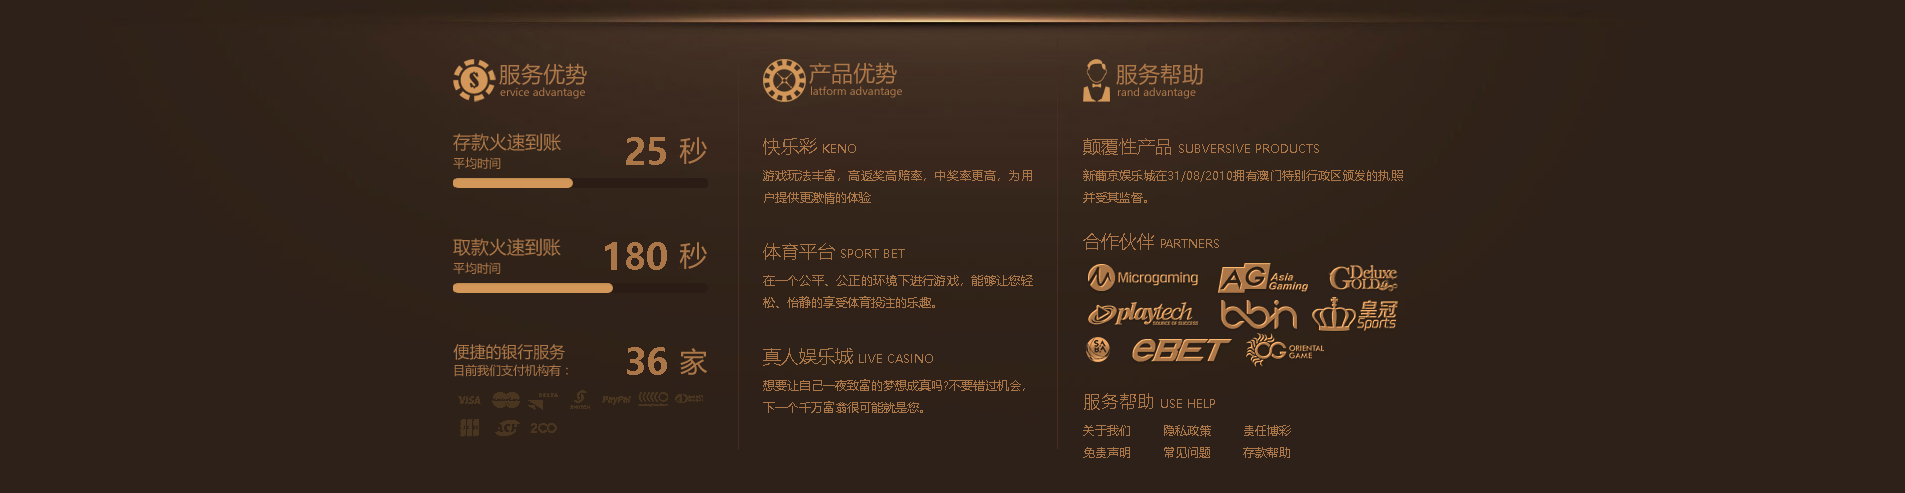 服务优势
ervice advantage
存款火速到账
平均时间
25 秒
取款火速到账
平均时间
180 秒
便捷的银行服务
目前我们支付机构有：
36 家
VISA
PayPal
200
产品优势
latform advantage
快乐彩 KENO
游戏玩法丰富，高返奖高赔率，中奖率更高，为用
户提供更激情的体验
体育平台 SPORT BET
在一个公平、公正的环境下进行游戏，能够让您轻
松、怡静的享受体育投注的乐趣。
真人娱乐城 LIVE CASINO
想要让自己一夜致富的梦想成真吗?不要错过机会，
下一个千万富翁很可能就是您。
服务帮助
rand advantage
颠覆性产品 SUBVERSIVE PRODUCTS
新葡京娱乐城在31/08/2010拥有澳门特别行政区颁发的执照
并受其监督。
合作伙伴 PARTNERS
Microgaming
AG Asia Gaming
Gold Deluxe
playtech
SOURCE OF SUCCESS
bbin
皇冠 Sports
SABA
eBET
OG ORIENTAL GAME
服务帮助 USE HELP
关于我们 隐私政策 责任博彩
免责声明 常见问题 存款帮助